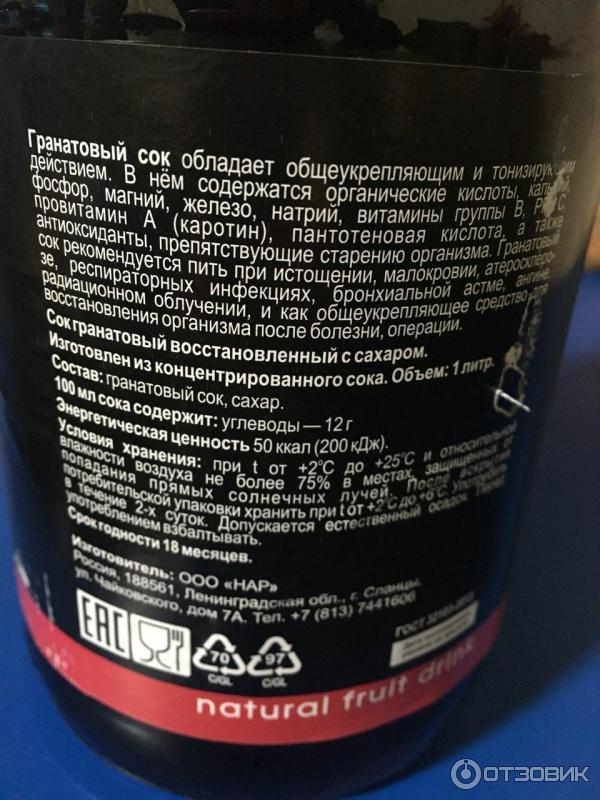 Гранатовый сок обладает общеукрепляющим и тонизирующим
действием. В нём содержатся органические кислоты, кальций,
фосфор, магний, железо, натрий, витамины группы В, РР, С,
провитамин А (каротин), пантотеновая кислота, а также
антиоксиданты, препятствующие старению организма. Гранатовый
сок рекомендуется пить при истощении, малокровии, атеросклеро-
зе, респираторных инфекциях, бронхиальной астме, ангине,
радиационном облучении, и как общеукрепляющее средство для
восстановления организма после болезни, операции.
Сок гранатовый восстановленный с сахаром.
Изготовлен из концентрированного сока. Объем: 1 литр.
Состав: гранатовый сок, сахар.
100 мл сока содержит: углеводы — 12 г
Энергетическая ценность 50 ккал (200 кДж).
Условия хранения: при t от +2°С до +25°С и относительной
влажности воздуха не более 75% в местах, защищенных от
попадания прямых солнечных лучей. После вскрытия
потребительской упаковки хранить при t от +2°С до +6°С. Употребить
в течение 2-х суток. Допускается естественный осадок. Перед
употреблением взбалтывать.
Срок годности 18 месяцев.
Изготовитель: ООО «НАР»
Россия, 188561, Ленинградская обл., г. Сланцы,
ул. Чайковского, дом 7А. Тел. +7 (813) 7441606
EAC
70
C/GL
97
C/GL
ГОСТ
natural fruit drink
ОТЗОВИК